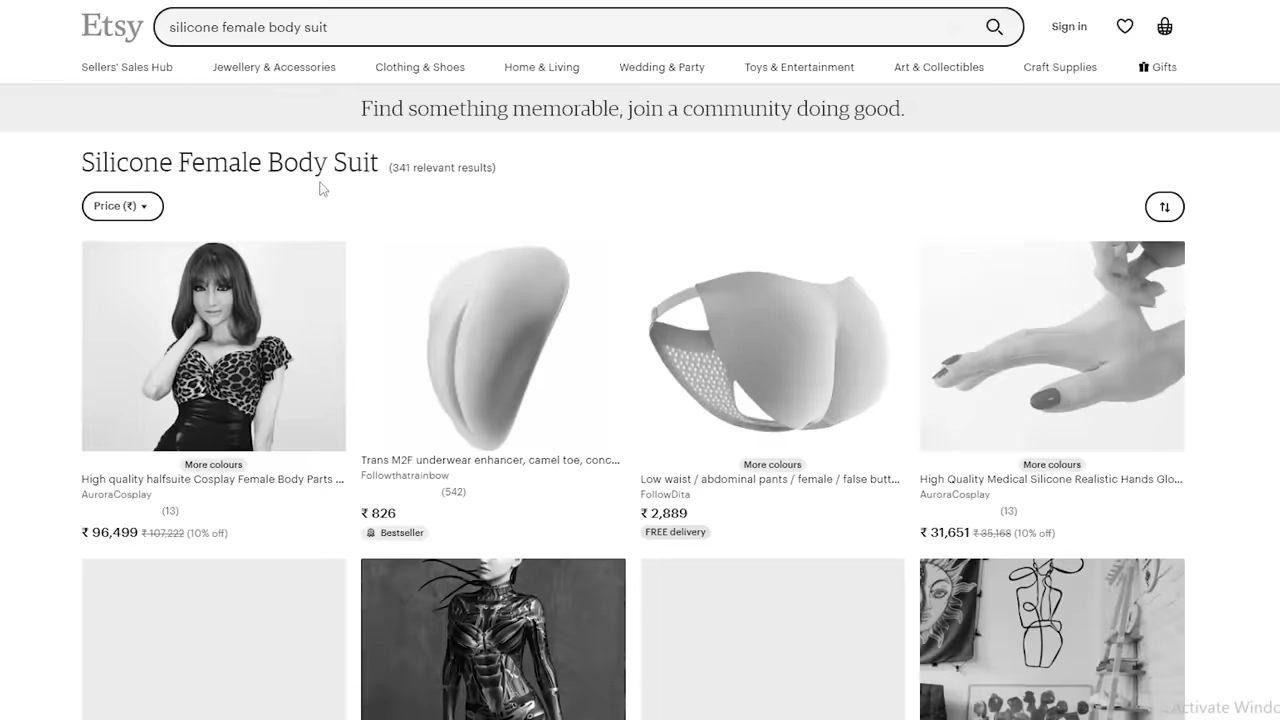 Etsy
silicone female body suit
Sign in
Sellers' Sales Hub
Jewellery & Accessories
Clothing & Shoes
Home & Living
Wedding & Party
Toys & Entertainment
Art & Collectibles
Craft Supplies
Gifts
Find something memorable, join a community doing good.
Silicone Female Body Suit (341 relevant results)
Price (₹)
More colours
High quality halfsuite Cosplay Female Body Parts ...
AuroraCosplay
(13)
₹ 96,499 ₹ 107,222 (10% off)
Trans M2F underwear enhancer, camel toe, conc...
Followthatrainbow
(542)
₹ 826
Bestseller
More colours
Low waist / abdominal pants / female / false butt...
FollowDita
₹ 2,889
FREE delivery
More colours
High Quality Medical Silicone Realistic Hands Glo...
AuroraCosplay
(13)
₹ 31,651 ₹ 35,168 (10% off)
Activate Windo